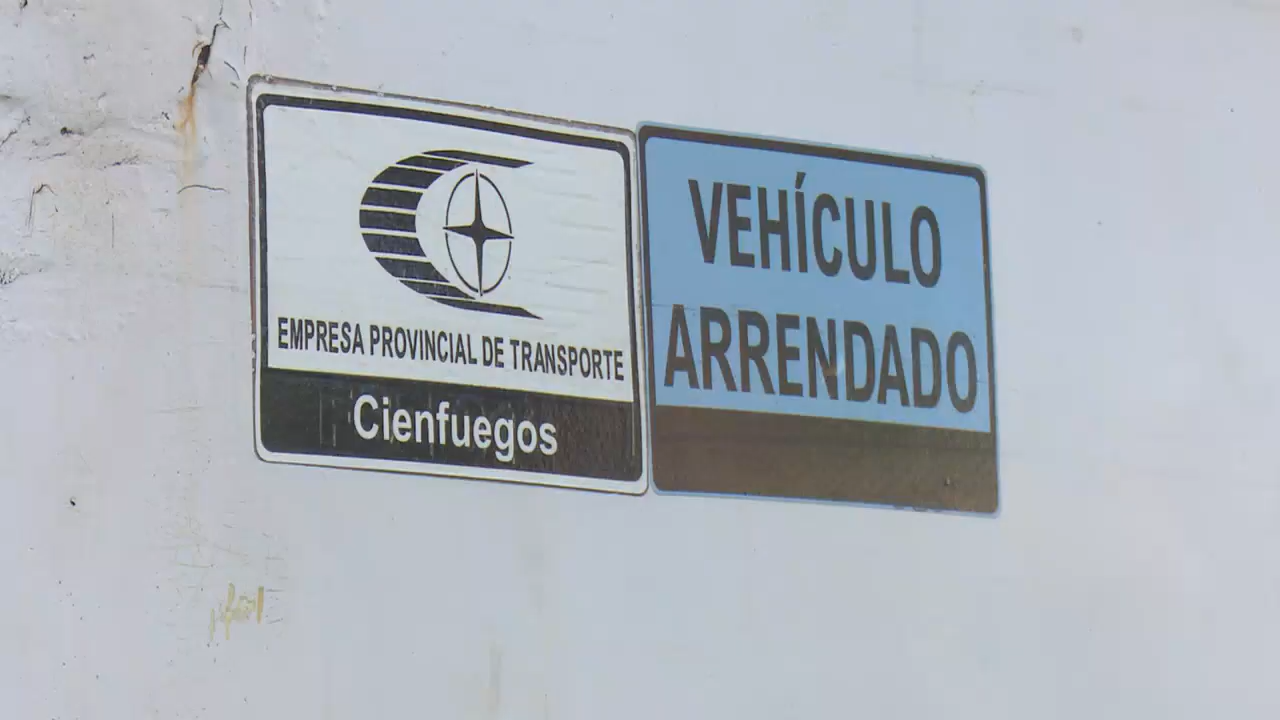 EMPRESA PROVINCIAL DE TRANSPORTE
Cienfuegos
VEHÍCULO
ARRENDADO